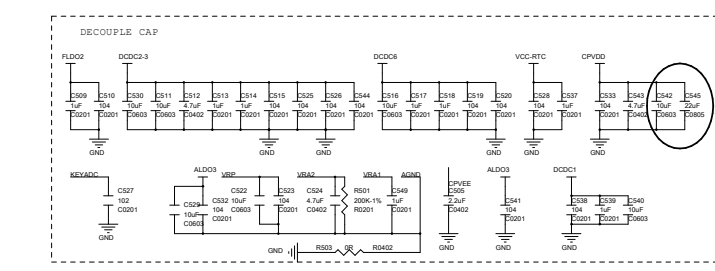 DECOUPLE CAP
FLDO2 DCDC2-3 DCDC6 VCC-RTC CPVDD
C509 C510 C530 C511 C512 C513 C514 C515 C525 C526 C544 C516 C517 C518 C519 C520 C528 C537 C533 C543 C542 C545
1uF 104 10uF 10uF 4.7uF 1uF 1uF 104 104 104 104 10uF 1uF 1uF 104 104 104 1uF 104 4.7uF 10uF 22uF
C0201 C0201 C0603 C0603 C0402 C0201 C0201 C0201 C0201 C0201 C0201 C0603 C0201 C0201 C0201 C0201 C0201 C0201 C0201 C0402 C0603 C0805
GND GND GND GND GND GND
KEYADC ALDO3 VRP VRA2 VRA1 AGND CPVEE ALDO3 DCDC1
C527 C529 C532 C522 C523 C524 R501 C549 C505 C541 C538 C539 C540
102 10uF 104 10uF 104 4.7uF 200K-1% 1uF 2.2uF 104 104 1uF 10uF
C0201 C0603 C0201 C0603 C0201 C0402 R0201 C0201 C0402 C0201 C0201 C0201 C0603
GND GND GND GND
GND R503 0R R0402